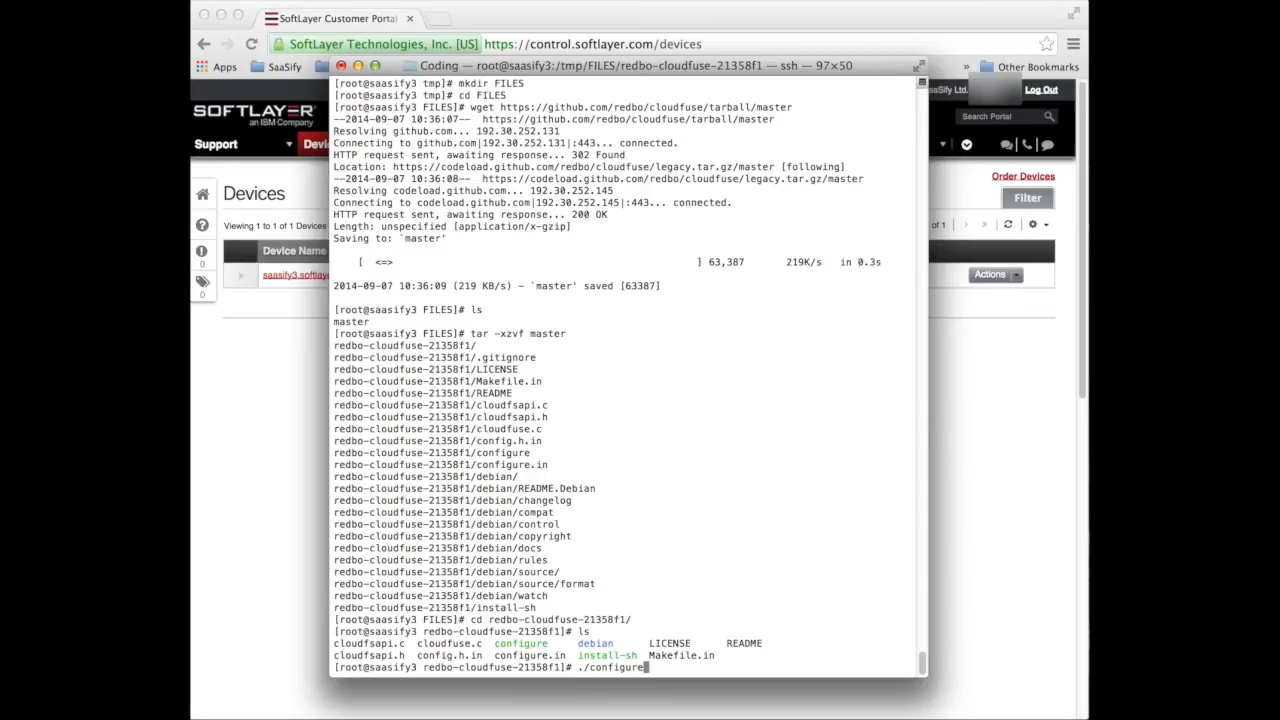 SoftLayer Customer Portal
SoftLayer Technologies, Inc. [US] https://control.softlayer.com/devices
Apps SaaSify » Other Bookmarks
Coding — root@saasify3:/tmp/FILES/redbo-cloudfuse-21358f1 — ssh — 97×50
SOFTLAYER
an IBM Company
aaSify Ltd. Log Out
Search Portal
Support Devi
Devices
Order Devices
Filter
Viewing 1 to 1 of 1 Devices
of 1
Device Name
saasify3.softlaye
Actions
0
0
[root@saasify3 tmp]# mkdir FILES
[root@saasify3 tmp]# cd FILES
[root@saasify3 FILES]# wget https://github.com/redbo/cloudfuse/tarball/master
--2014-09-07 10:36:07-- https://github.com/redbo/cloudfuse/tarball/master
Resolving github.com... 192.30.252.131
Connecting to github.com|192.30.252.131|:443... connected.
HTTP request sent, awaiting response... 302 Found
Location: https://codeload.github.com/redbo/cloudfuse/legacy.tar.gz/master [following]
--2014-09-07 10:36:08-- https://codeload.github.com/redbo/cloudfuse/legacy.tar.gz/master
Resolving codeload.github.com... 192.30.252.145
Connecting to codeload.github.com|192.30.252.145|:443... connected.
HTTP request sent, awaiting response... 200 OK
Length: unspecified [application/x-gzip]
Saving to: `master'
[ <=> ] 63,387 219K/s in 0.3s
2014-09-07 10:36:09 (219 KB/s) - `master' saved [63387]
[root@saasify3 FILES]# ls
master
[root@saasify3 FILES]# tar -xzvf master
redbo-cloudfuse-21358f1/
redbo-cloudfuse-21358f1/.gitignore
redbo-cloudfuse-21358f1/LICENSE
redbo-cloudfuse-21358f1/Makefile.in
redbo-cloudfuse-21358f1/README
redbo-cloudfuse-21358f1/cloudfsapi.c
redbo-cloudfuse-21358f1/cloudfsapi.h
redbo-cloudfuse-21358f1/cloudfuse.c
redbo-cloudfuse-21358f1/config.h.in
redbo-cloudfuse-21358f1/configure
redbo-cloudfuse-21358f1/configure.in
redbo-cloudfuse-21358f1/debian/
redbo-cloudfuse-21358f1/debian/README.Debian
redbo-cloudfuse-21358f1/debian/changelog
redbo-cloudfuse-21358f1/debian/compat
redbo-cloudfuse-21358f1/debian/control
redbo-cloudfuse-21358f1/debian/copyright
redbo-cloudfuse-21358f1/debian/docs
redbo-cloudfuse-21358f1/debian/rules
redbo-cloudfuse-21358f1/debian/source/
redbo-cloudfuse-21358f1/debian/source/format
redbo-cloudfuse-21358f1/debian/watch
redbo-cloudfuse-21358f1/install-sh
[root@saasify3 FILES]# cd redbo-cloudfuse-21358f1/
[root@saasify3 redbo-cloudfuse-21358f1]# ls
cloudfsapi.c cloudfuse.c configure debian LICENSE README
cloudfsapi.h config.h.in configure.in install-sh Makefile.in
[root@saasify3 redbo-cloudfuse-21358f1]# ./configure